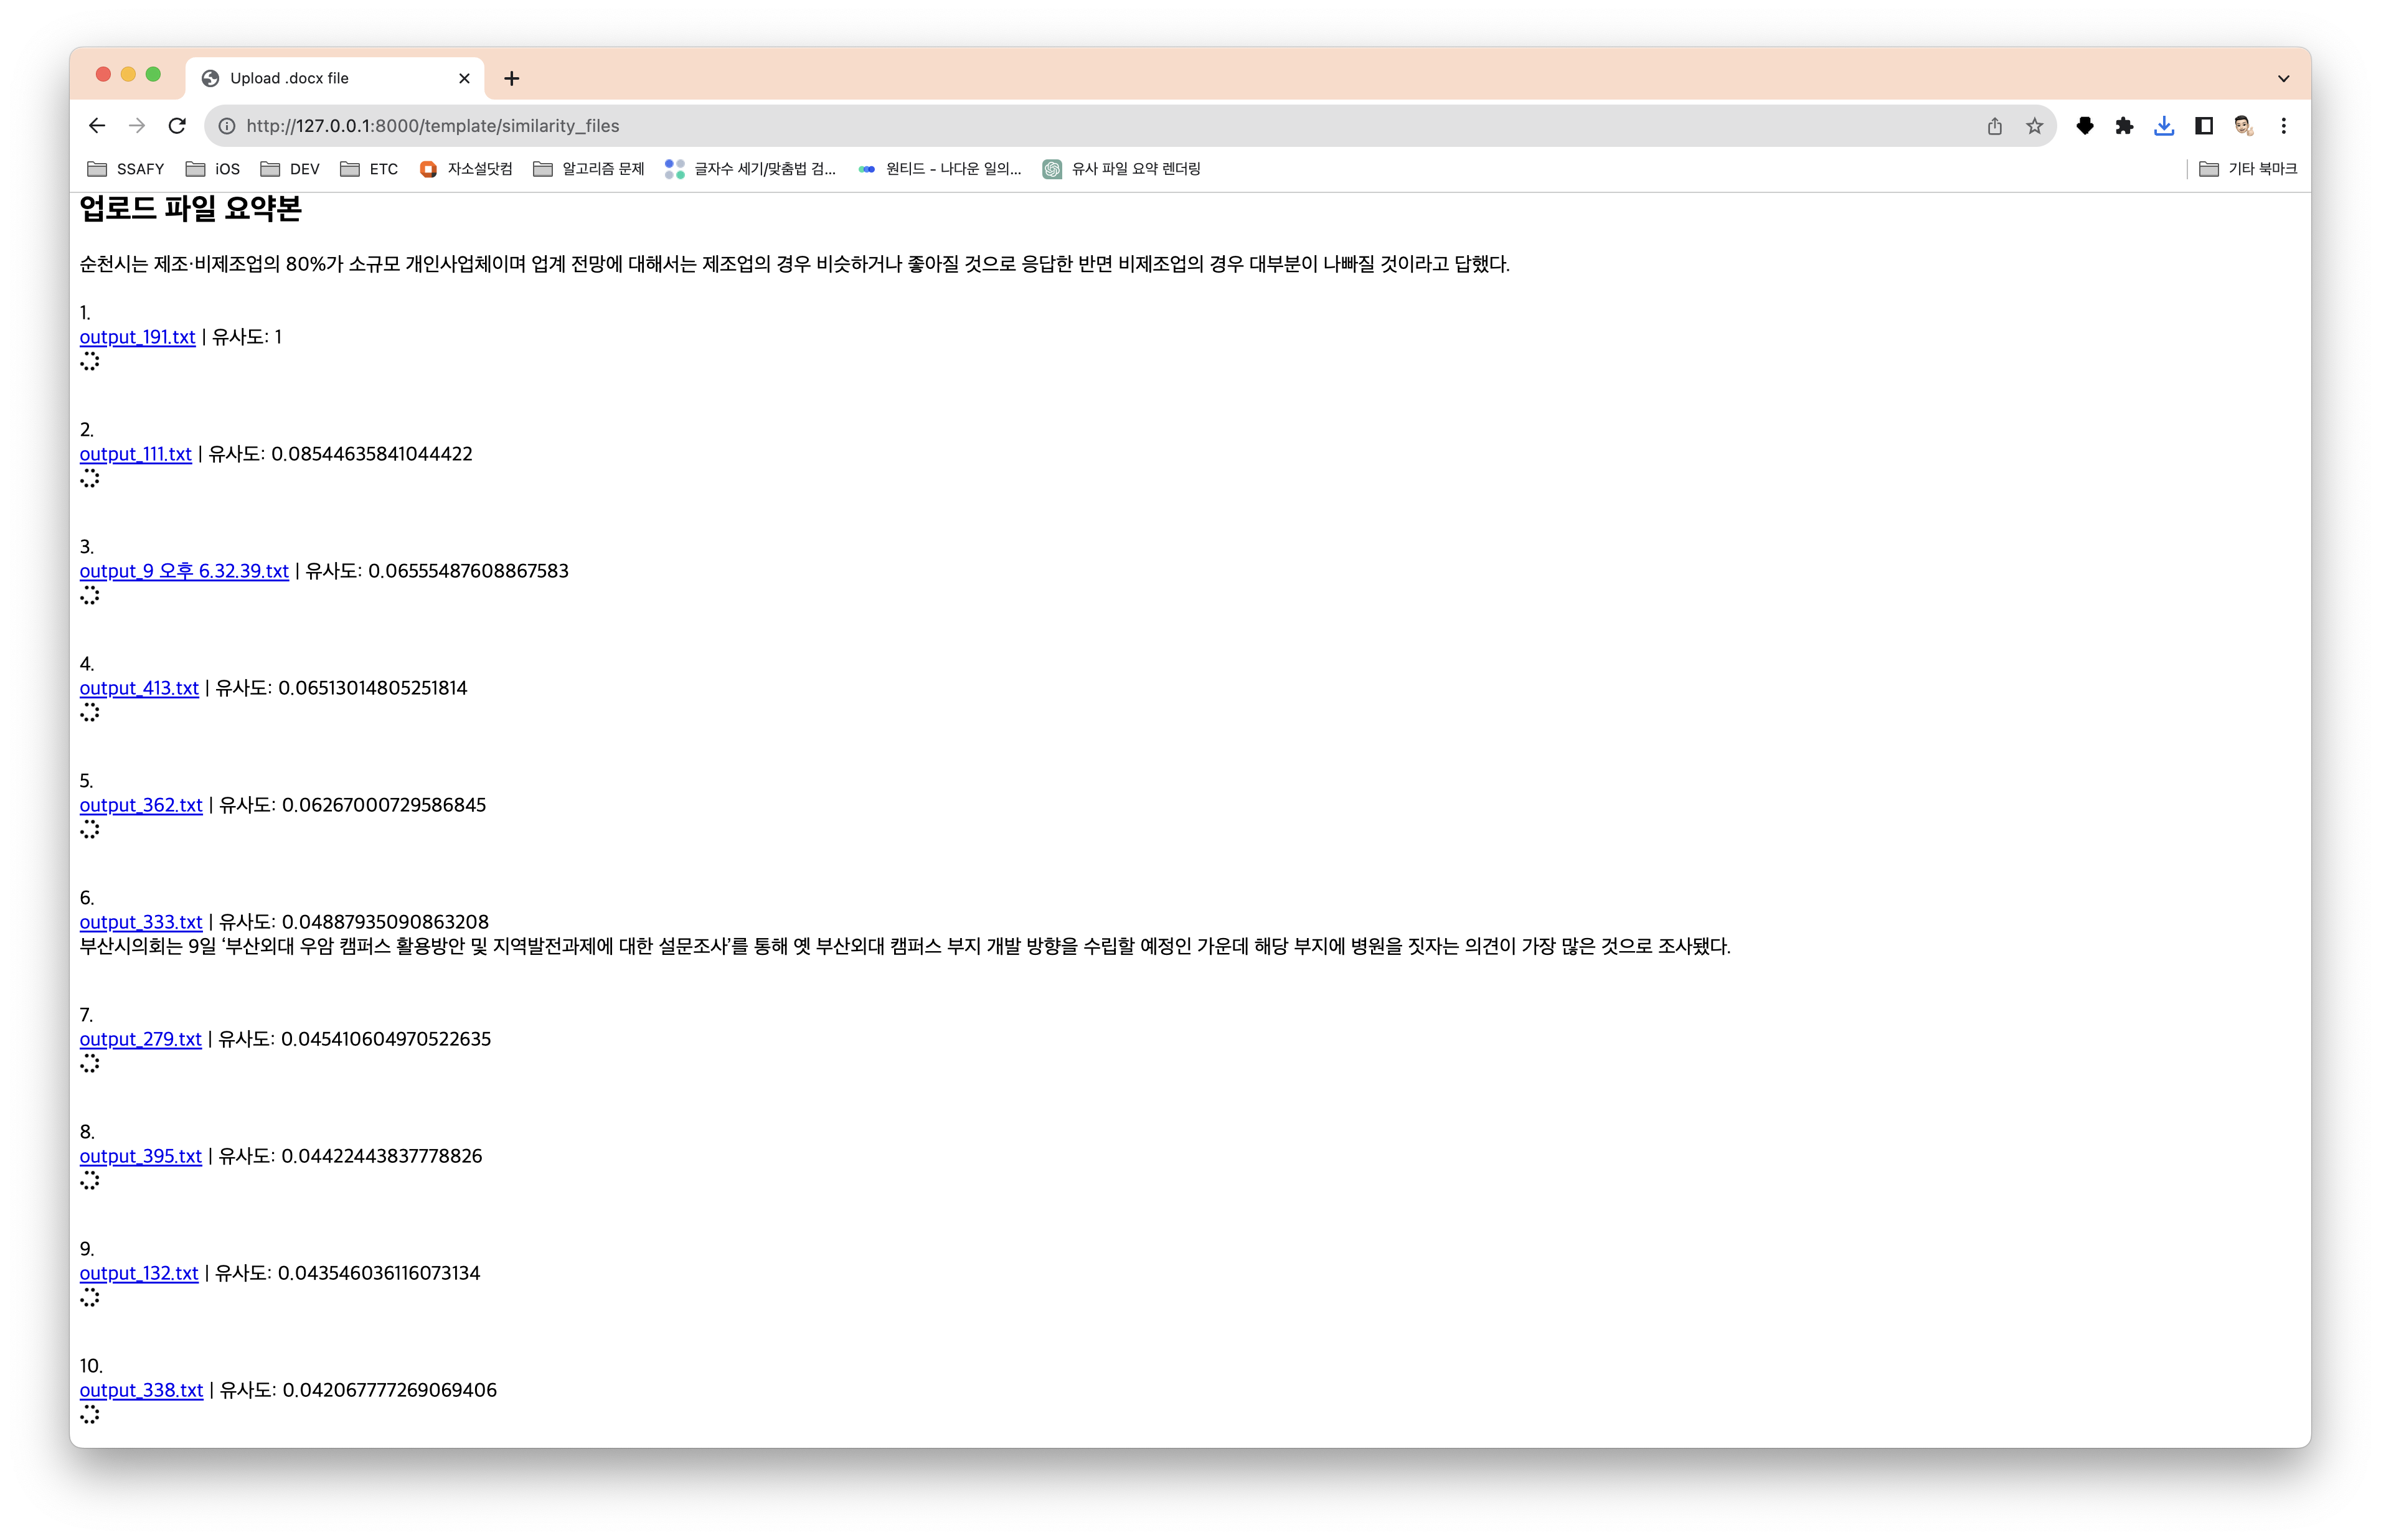 Upload .docx file
http://127.0.0.1:8000/template/similarity_files
SSAFY iOS DEV ETC 자소설닷컴 알고리즘 문제 글자수 세기/맞춤법 검... 원티드 - 나다운 일의... 유사 파일 요약 렌더링 기타 북마크
업로드 파일 요약본
순천시는 제조·비제조업의 80%가 소규모 개인사업체이며 업계 전망에 대해서는 제조업의 경우 비슷하거나 좋아질 것으로 응답한 반면 비제조업의 경우 대부분이 나빠질 것이라고 답했다.
1.
output_191.txt | 유사도: 1
2.
output_111.txt | 유사도: 0.08544635841044422
3.
output_9 오후 6.32.39.txt | 유사도: 0.06555487608867583
4.
output_413.txt | 유사도: 0.06513014805251814
5.
output_362.txt | 유사도: 0.06267000729586845
6.
output_333.txt | 유사도: 0.04887935090863208
부산시의회는 9일 ‘부산외대 우암 캠퍼스 활용방안 및 지역발전과제에 대한 설문조사’를 통해 옛 부산외대 캠퍼스 부지 개발 방향을 수립할 예정인 가운데 해당 부지에 병원을 짓자는 의견이 가장 많은 것으로 조사됐다.
7.
output_279.txt | 유사도: 0.045410604970522635
8.
output_395.txt | 유사도: 0.04422443837778826
9.
output_132.txt | 유사도: 0.043546036116073134
10.
output_338.txt | 유사도: 0.042067777269069406